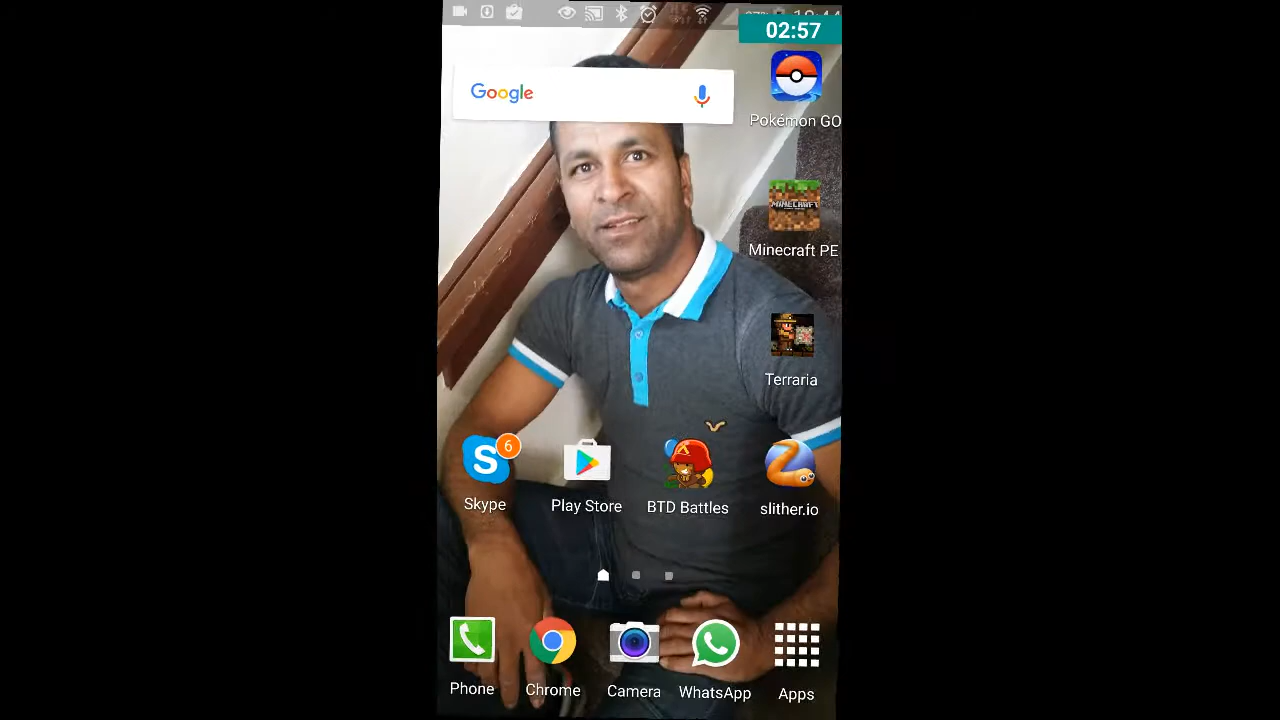 02:57
Google
Pokémon GO
MINECRAFT
Minecraft PE
Terraria
6
Skype
Play Store
BTD Battles
slither.io
Phone
Chrome
Camera
WhatsApp
Apps